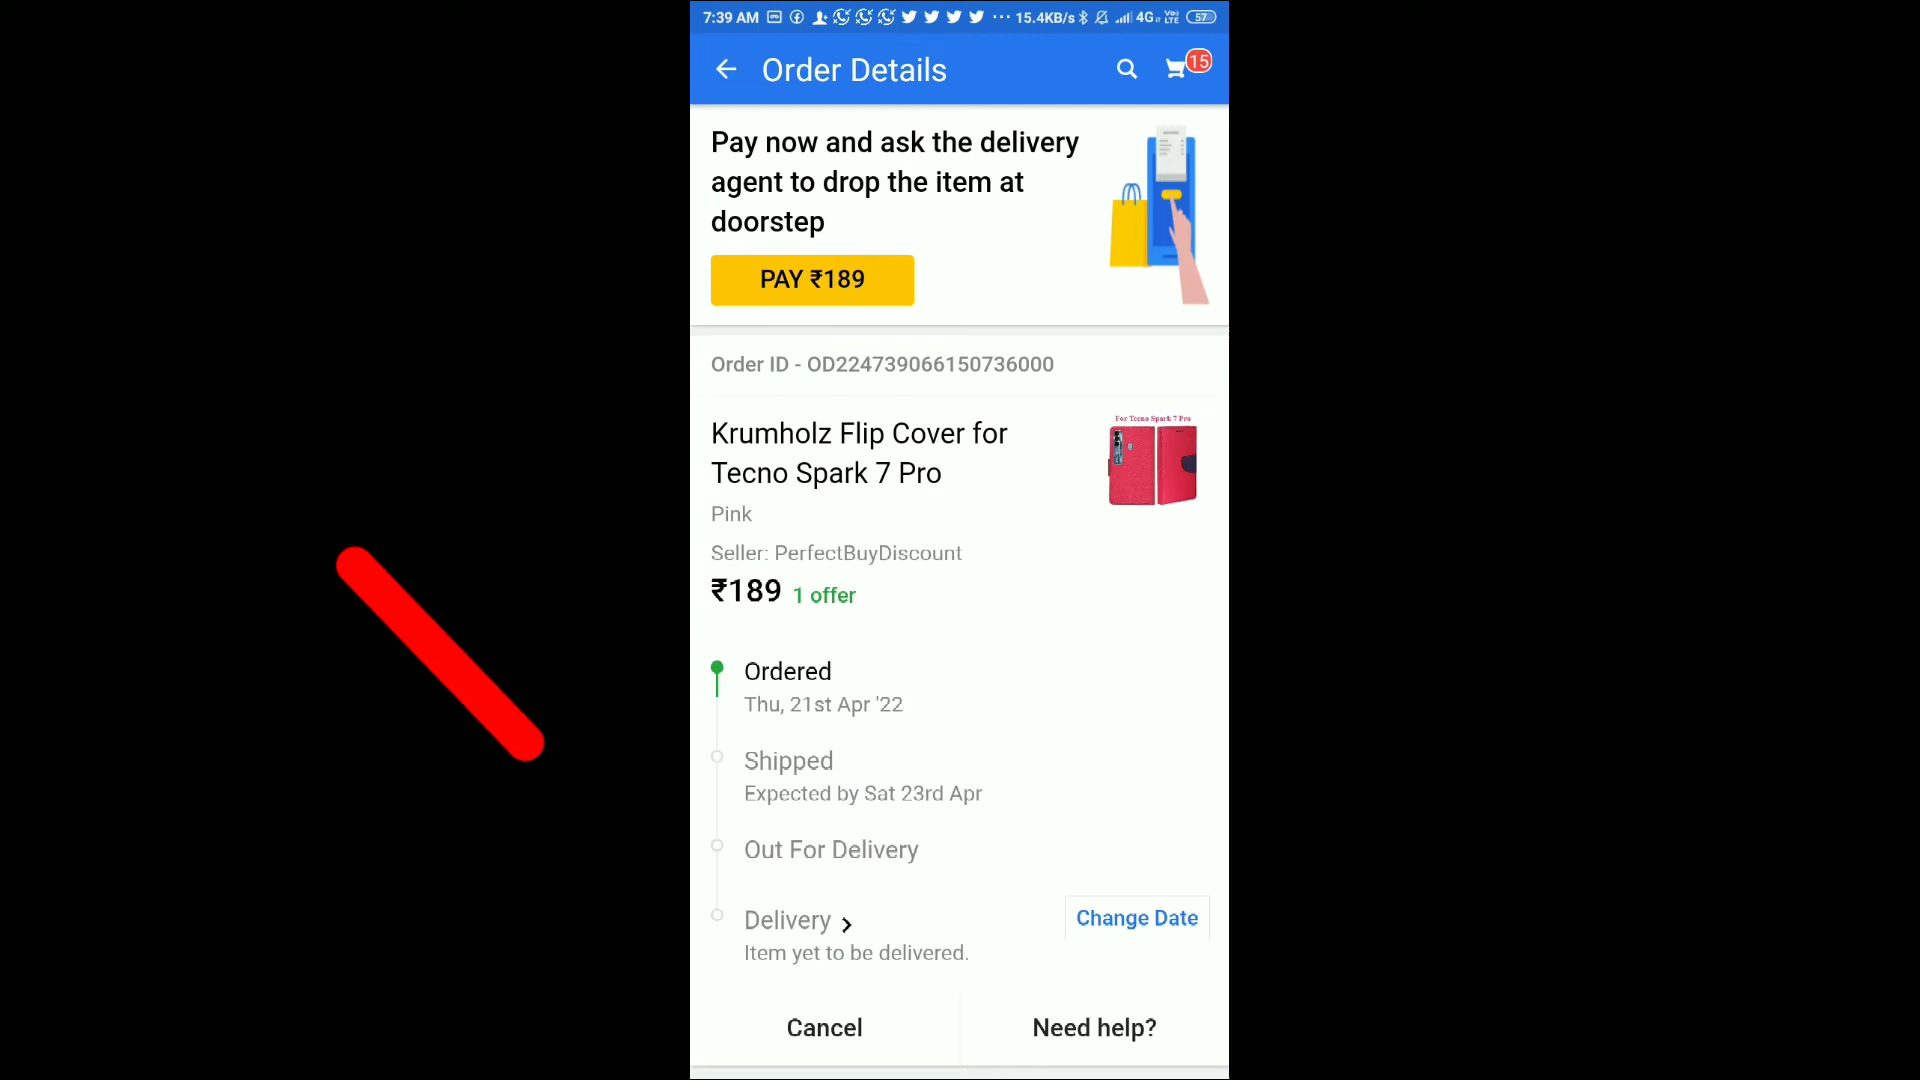 7:39 AM ··· 15.4KB/s 4G Vo) LTE 57
Order Details
15
Pay now and ask the delivery
agent to drop the item at
doorstep
PAY ₹189
Order ID - OD224739066150736000
For Tecno Spark 7 Pro
Krumholz Flip Cover for
Tecno Spark 7 Pro
Pink
Seller: PerfectBuyDiscount
₹189 1 offer
Ordered
Thu, 21st Apr '22
Shipped
Expected by Sat 23rd Apr
Out For Delivery
Delivery
Change Date
Item yet to be delivered.
Cancel
Need help?